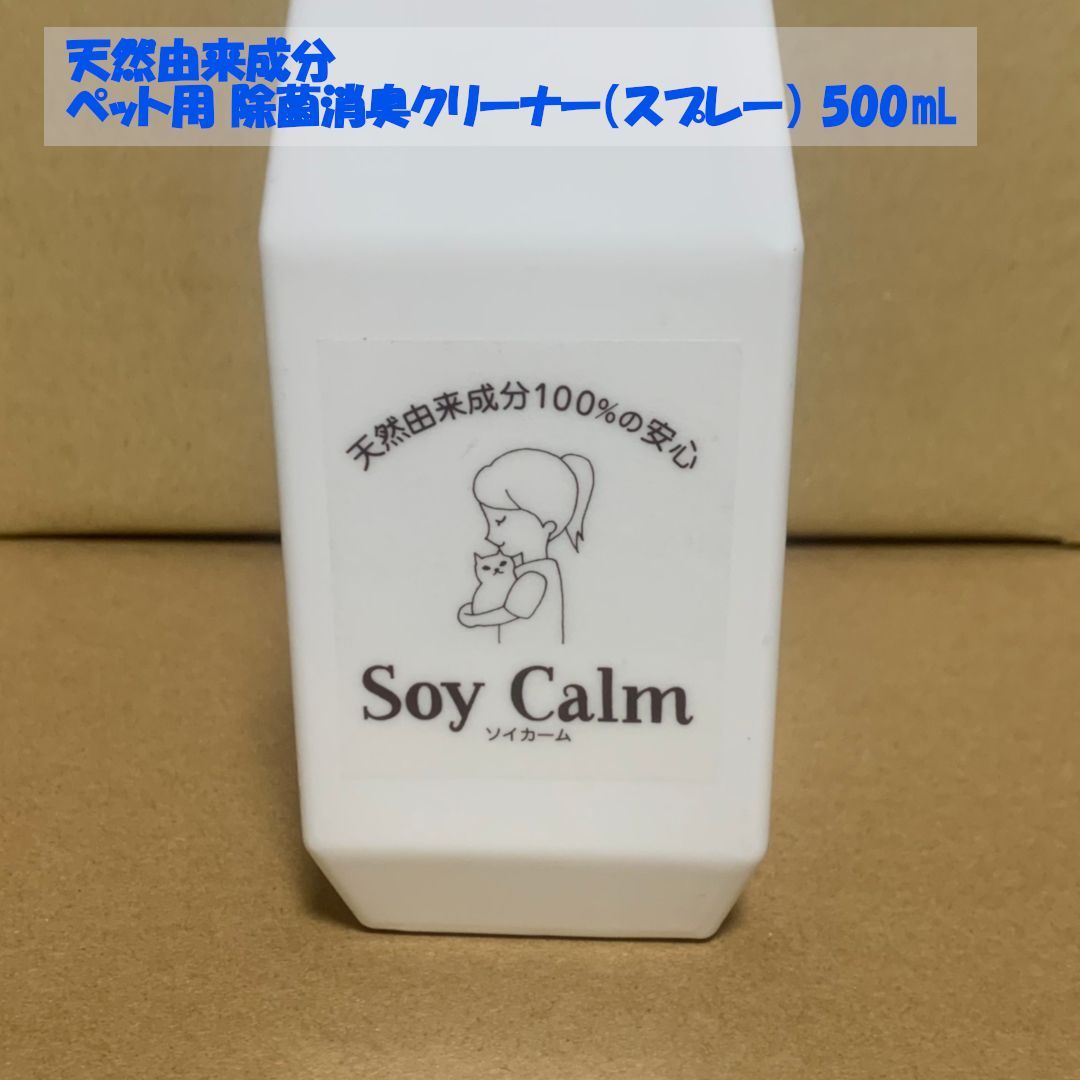 天然由来成分
ペット用 除菌消臭クリーナー(スプレー) 500mL
天然由来成分100%の安心
Soy Calm
ソイカーム